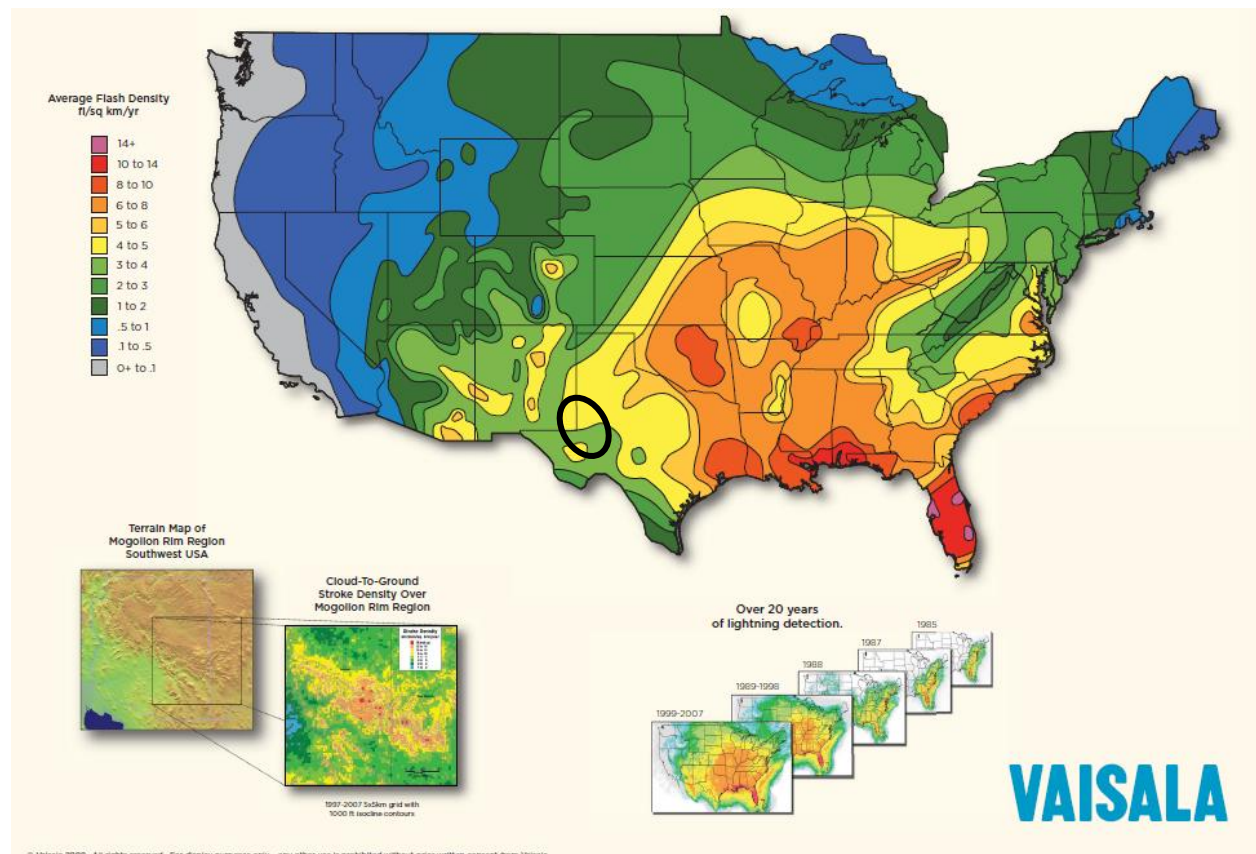 Average Flash Density
fl/sq km/yr
14+
10 to 14
8 to 10
6 to 8
5 to 6
4 to 5
3 to 4
2 to 3
1 to 2
.5 to 1
.1 to .5
0+ to .1
Terrain Map of
Mogollon Rim Region
Southwest USA
Cloud-To-Ground
Stroke Density Over
Mogollon Rim Region
Stroke Density
1997-2007 5x5km grid with
1000 ft isocline contours
Over 20 years
of lightning detection.
1985
1987
1988
1989-1998
1999-2007
VAISALA